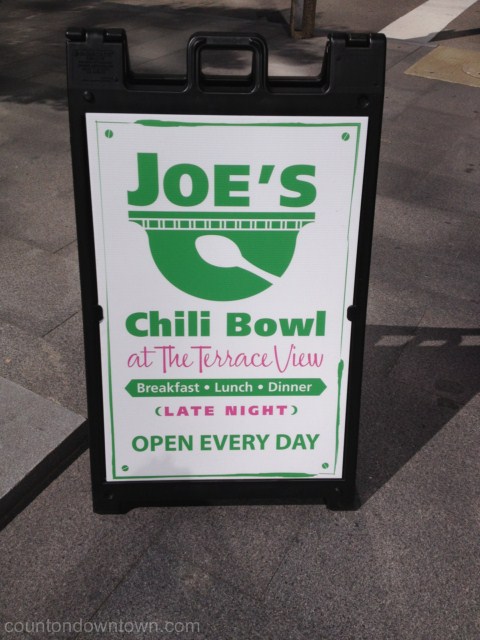 JOE'S
Chili Bowl
at The Terrace View
Breakfast • Lunch • Dinner
(LATE NIGHT)
OPEN EVERY DAY
countondowntown.com